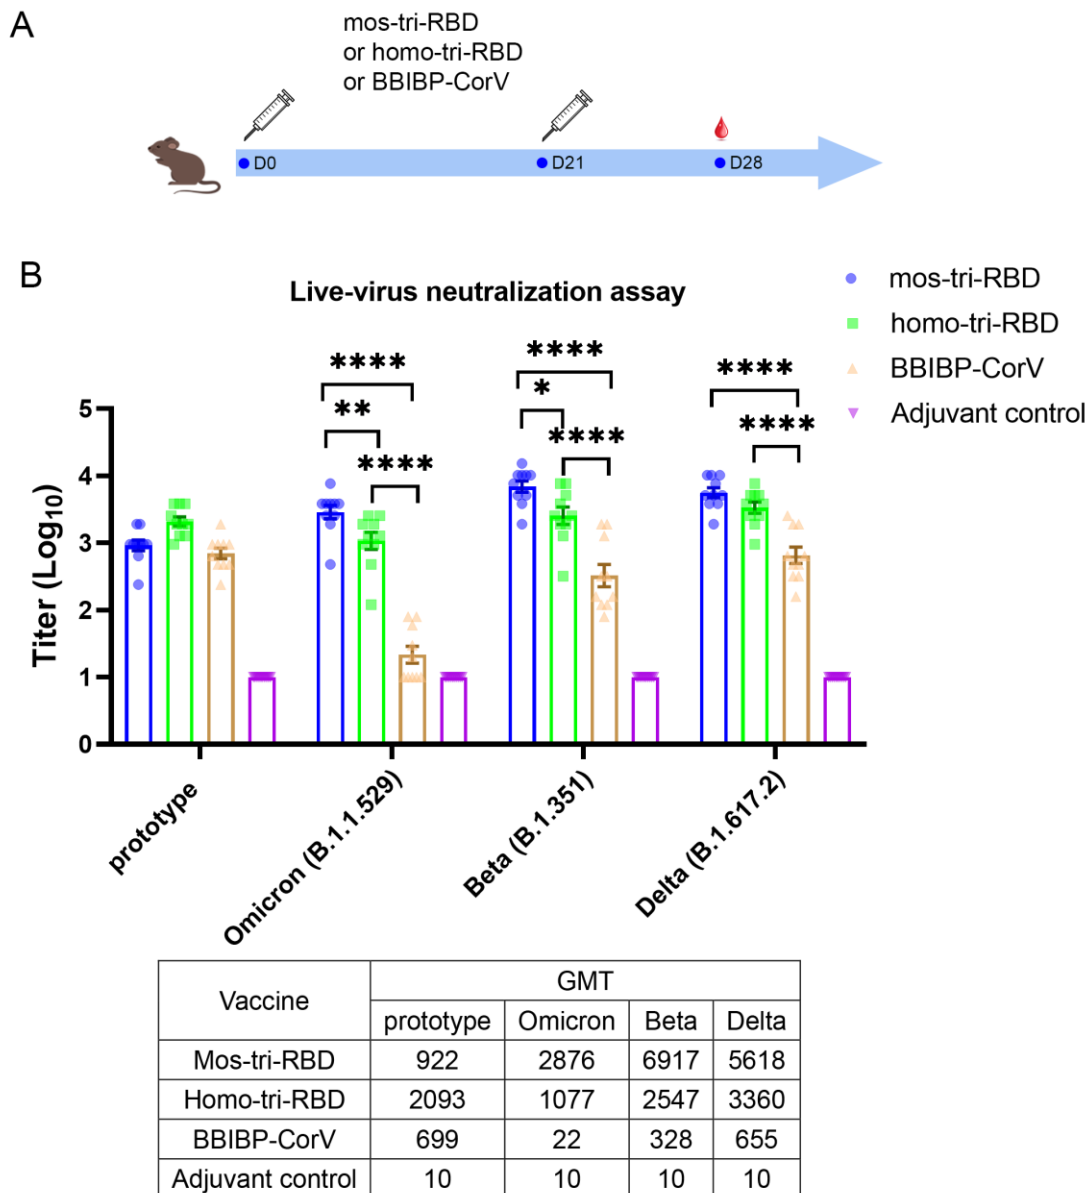 A
mos-tri-RBD
or homo-tri-RBD
or BBIBP-CorV
D0
D21
D28
B
Live-virus neutralization assay
mos-tri-RBD
homo-tri-RBD
BBIBP-CorV
Adjuvant control
**** **** ****
** * ****
**** ****
Titer (Log10)
5
4
3
2
1
0
prototype
Omicron (B.1.1.529)
Beta (B.1.351)
Delta (B.1.617.2)
Vaccine GMT
prototype Omicron Beta Delta
Mos-tri-RBD 922 2876 6917 5618
Homo-tri-RBD 2093 1077 2547 3360
BBIBP-CorV 699 22 328 655
Adjuvant control 10 10 10 10